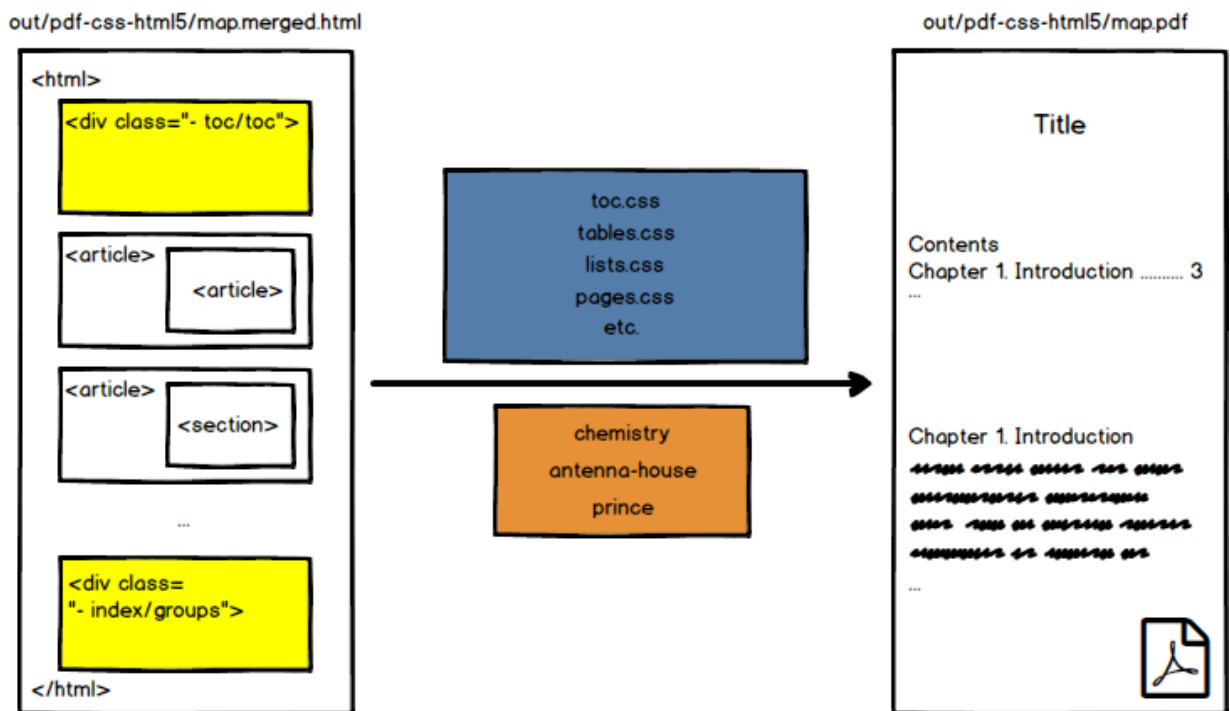 out/pdf-css-html5/map.merged.html
<html>
<div class="- toc/toc">
<article>
<article>
<article>
<section>
...
<div class=
"- index/groups">
</html>
toc.css
tables.css
lists.css
pages.css
etc.
chemistry
antenna-house
prince
out/pdf-css-html5/map.pdf
Title
Contents
Chapter 1. Introduction .......... 3
...
Chapter 1. Introduction
...